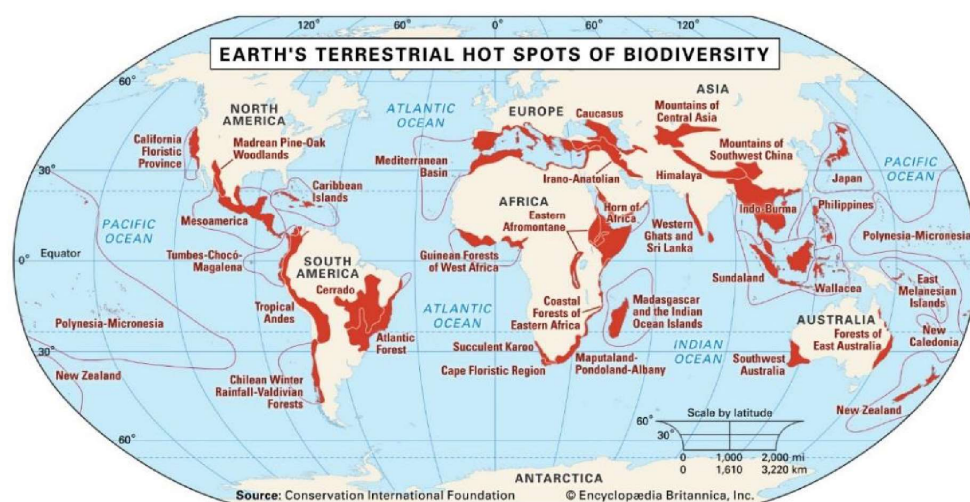 120°
60°
0°
60°
120°
EARTH'S TERRESTRIAL HOT SPOTS OF BIODIVERSITY
60°
60°
NORTH
AMERICA
ATLANTIC
OCEAN
EUROPE
Caucasus
ASIA
Mountains of
Central Asia
California
Floristic
Province
Madrean Pine-Oak
Woodlands
Mountains of
Southwest China
PACIFIC
OCEAN
30°
30°
Mediterranean
Basin
Irano-Anatolian
Himalaya
Japan
Caribbean
Islands
AFRICA
Horn of
Africa
Indo-Burma
Philippines
Mesoamerica
Eastern
Afromontane
Western
Ghats and
Sri Lanka
PACIFIC
OCEAN
Polynesia-Micronesia
Tumbes-Chocó-
Magalena
Guinean Forests
of West Africa
Equator
0°
0°
SOUTH
AMERICA
Cerrado
Sundaland
Wallacea
East
Melanesian
Islands
Tropical
Andes
ATLANTIC
OCEAN
Coastal
Forests of
Eastern Africa
Madagascar
and the Indian
Ocean Islands
Polynesia-Micronesia
Atlantic
Forest
INDIAN
OCEAN
AUSTRALIA
Forests of
East Australia
New
Caledonia
30°
30°
Succulent Karoo
Cape Floristic Region
Maputaland-
Pondoland-Albany
Southwest
Australia
New Zealand
Chilean Winter
Rainfall-Valdivian
Forests
New Zealand
Scale by latitude
60°
30°
0 1,000 2,000 mi
0 1,610 3,220 km
60°
60°
ANTARCTICA
Source: Conservation International Foundation
© Encyclopædia Britannica, Inc.